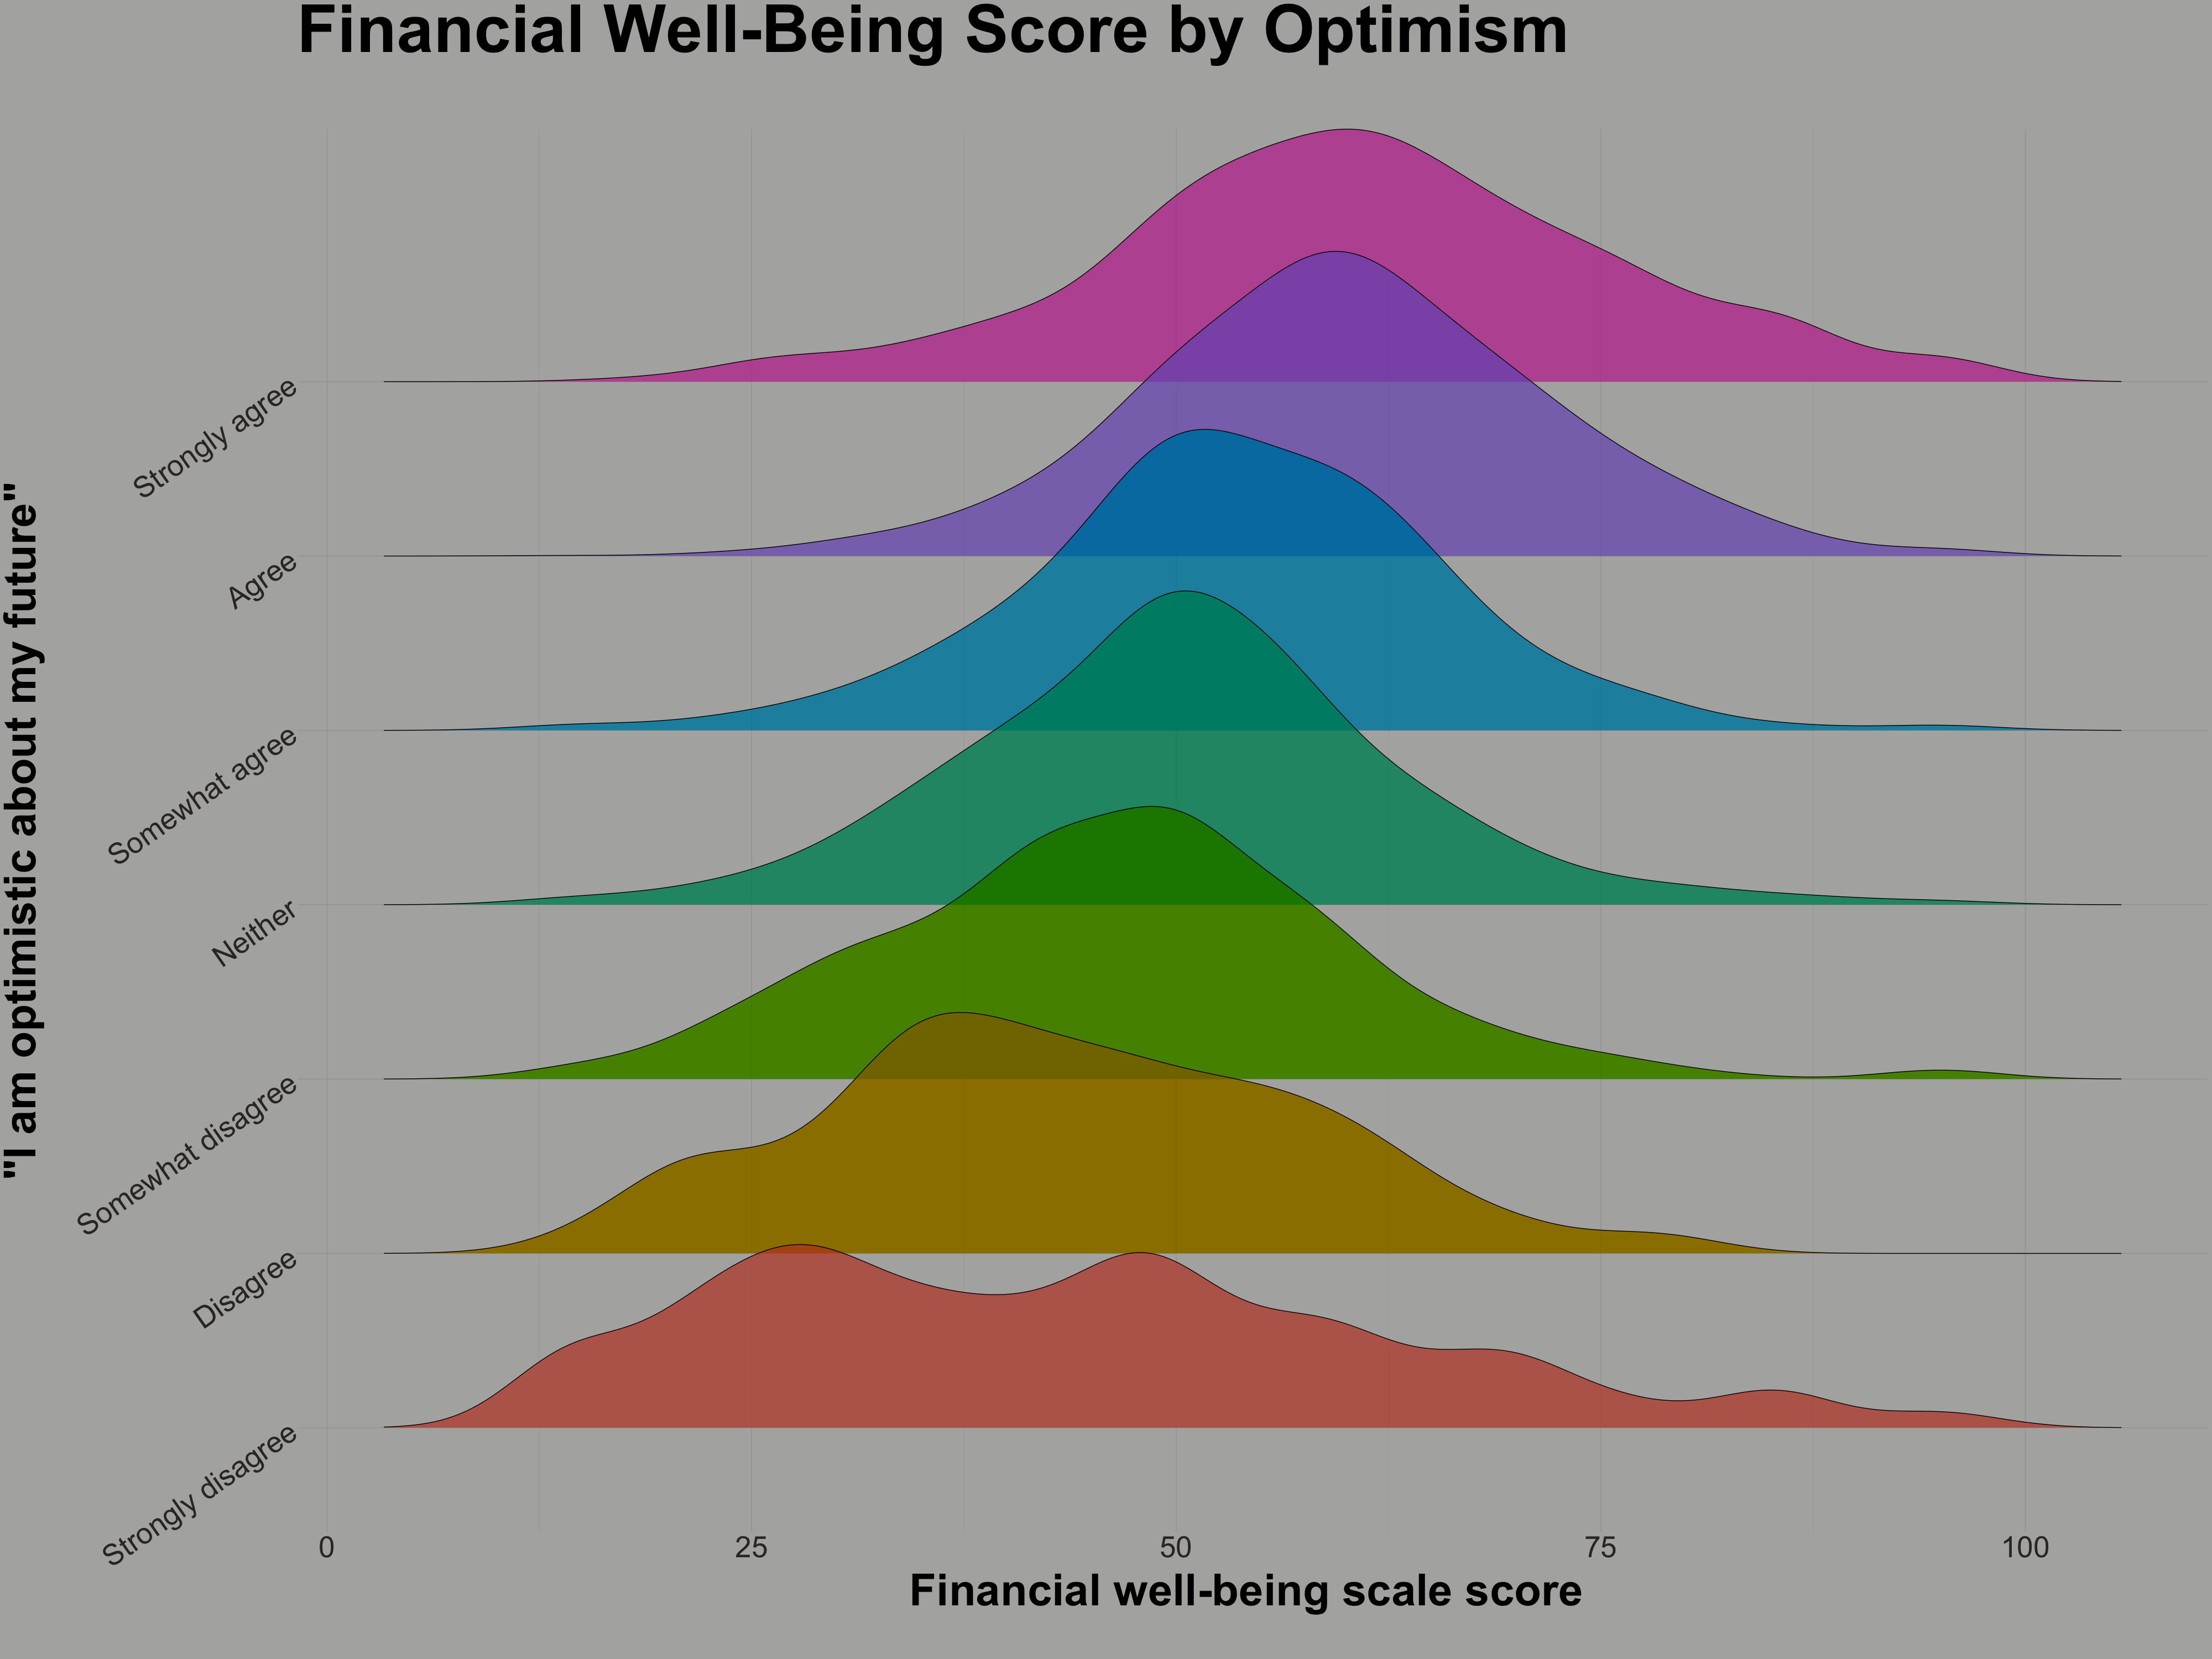 Financial Well-Being Score by Optimism
"I am optimistic about my future"
Strongly agree
Agree
Somewhat agree
Neither
Somewhat disagree
Disagree
Strongly disagree
0 25 50 75 100
Financial well-being scale score